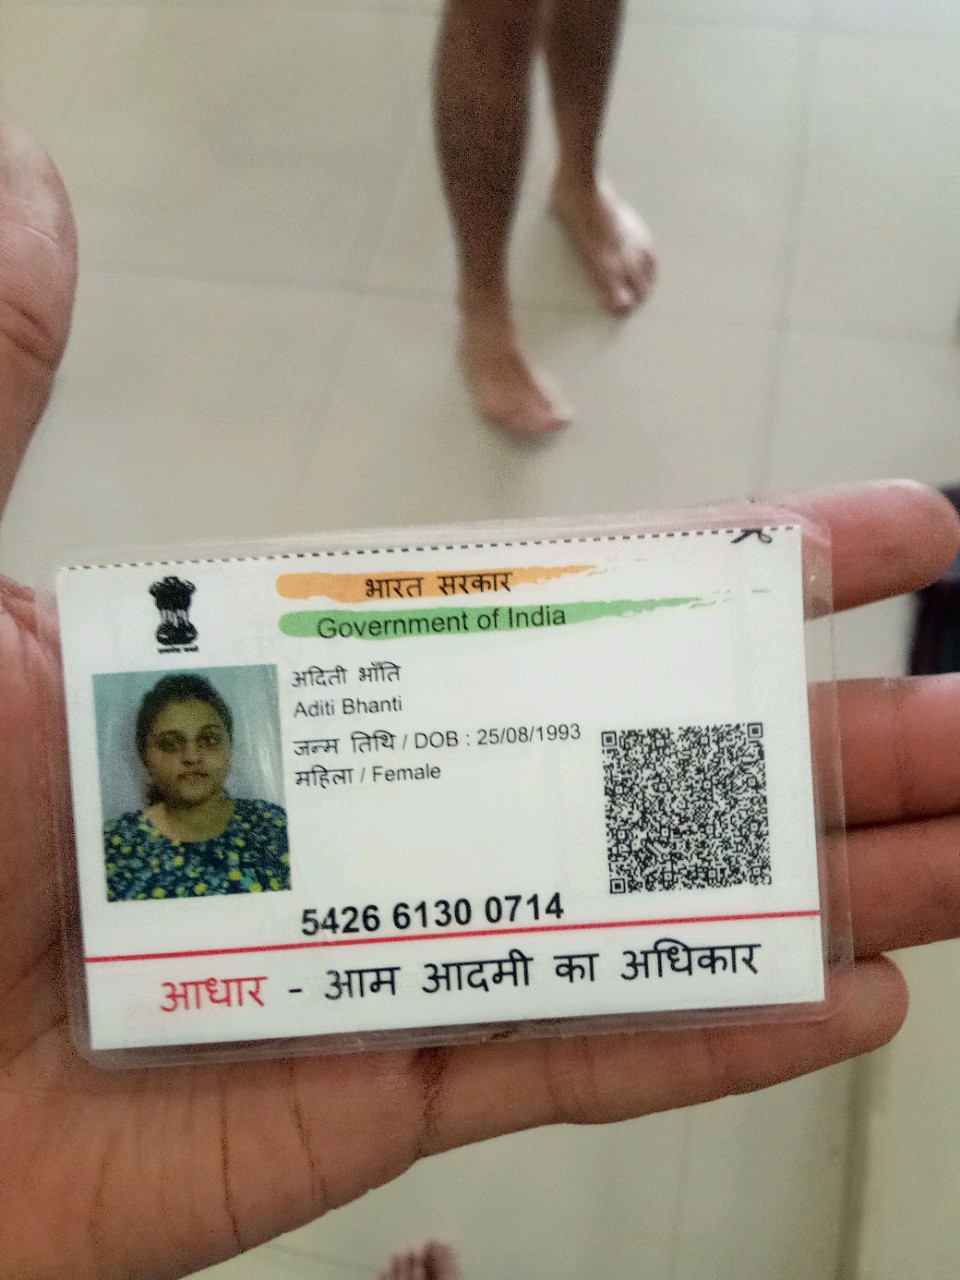 भारत सरकार
Government of India
अदिती भाँति
Aditi Bhanti
जन्म तिथि / DOB : 25/08/1993
महिला / Female
5426 6130 0714
आधार - आम आदमी का अधिकार